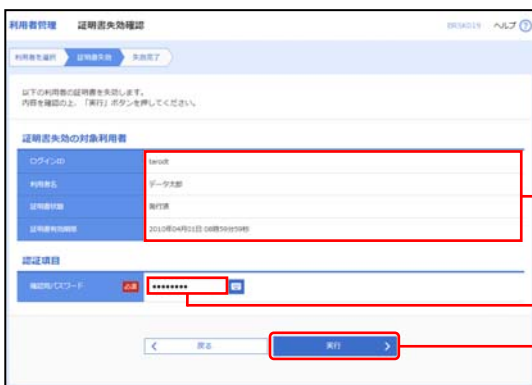 利用者管理 証明書失効確認
BRSK019 ヘルプ ?
利用者を選択 証明書失効 失効完了
以下の利用者の証明書を失効します。
内容を確認の上、「実行」ボタンを押してください。
証明書失効の対象利用者
ログインID terodt
利用者名 データ太郎
証明書状態 発行済
証明書有効期限 2010年04月01日 08時59分59秒
認証項目
確認用パスワード 必須 ••••••••
戻る 実行